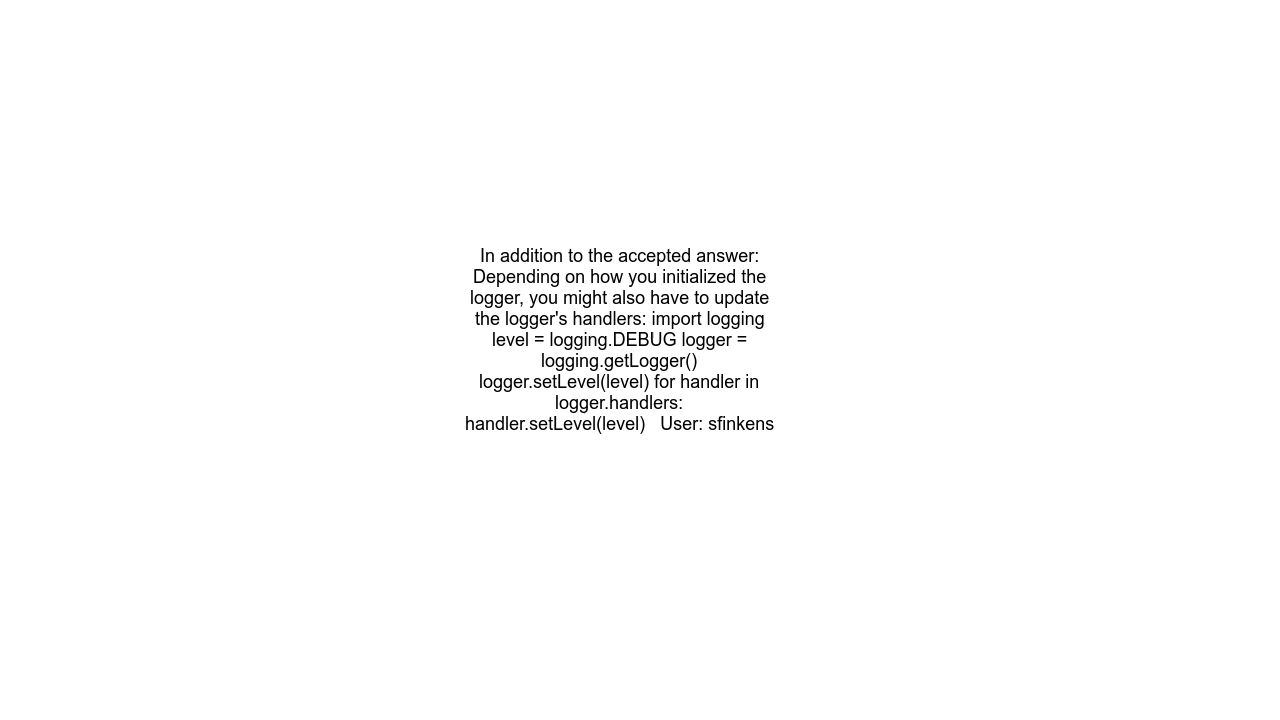 In addition to the accepted answer:
Depending on how you initialized the
logger, you might also have to update
the logger's handlers: import logging
level = logging.DEBUG logger =
logging.getLogger()
logger.setLevel(level) for handler in
logger.handlers:
handler.setLevel(level)   User: sfinkens